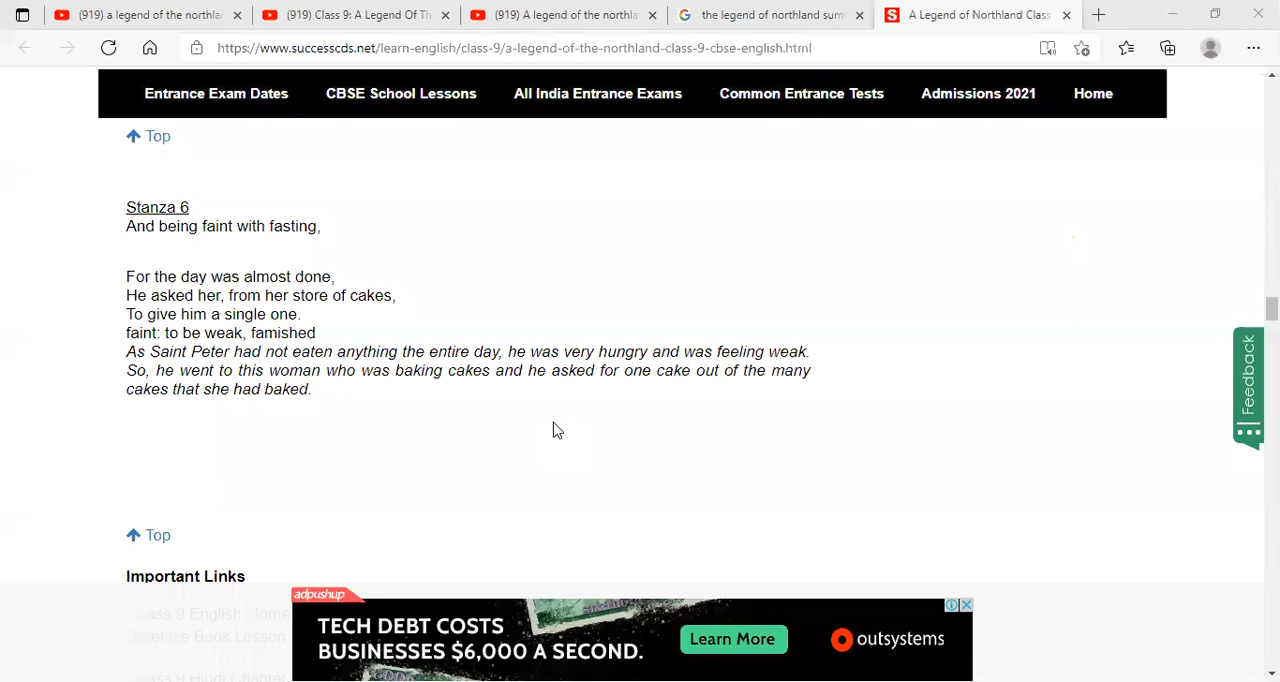 (919) a legend of the northla
(919) Class 9: A Legend Of Th
(919) A legend of the northla
the legend of northland sum
A Legend of Northland Class
https://www.successcds.net/learn-english/class-9/a-legend-of-the-northland-class-9-cbse-english.html
Entrance Exam Dates CBSE School Lessons All India Entrance Exams Common Entrance Tests Admissions 2021 Home
Top
Stanza 6
And being faint with fasting,
For the day was almost done,
He asked her, from her store of cakes,
To give him a single one.
faint: to be weak, famished
As Saint Peter had not eaten anything the entire day, he was very hungry and was feeling weak.
So, he went to this woman who was baking cakes and he asked for one cake out of the many
cakes that she had baked.
Feedback
Top
Important Links
adpushup
TECH DEBT COSTS
BUSINESSES $6,000 A SECOND.
Learn More
outsystems
Book Lesson